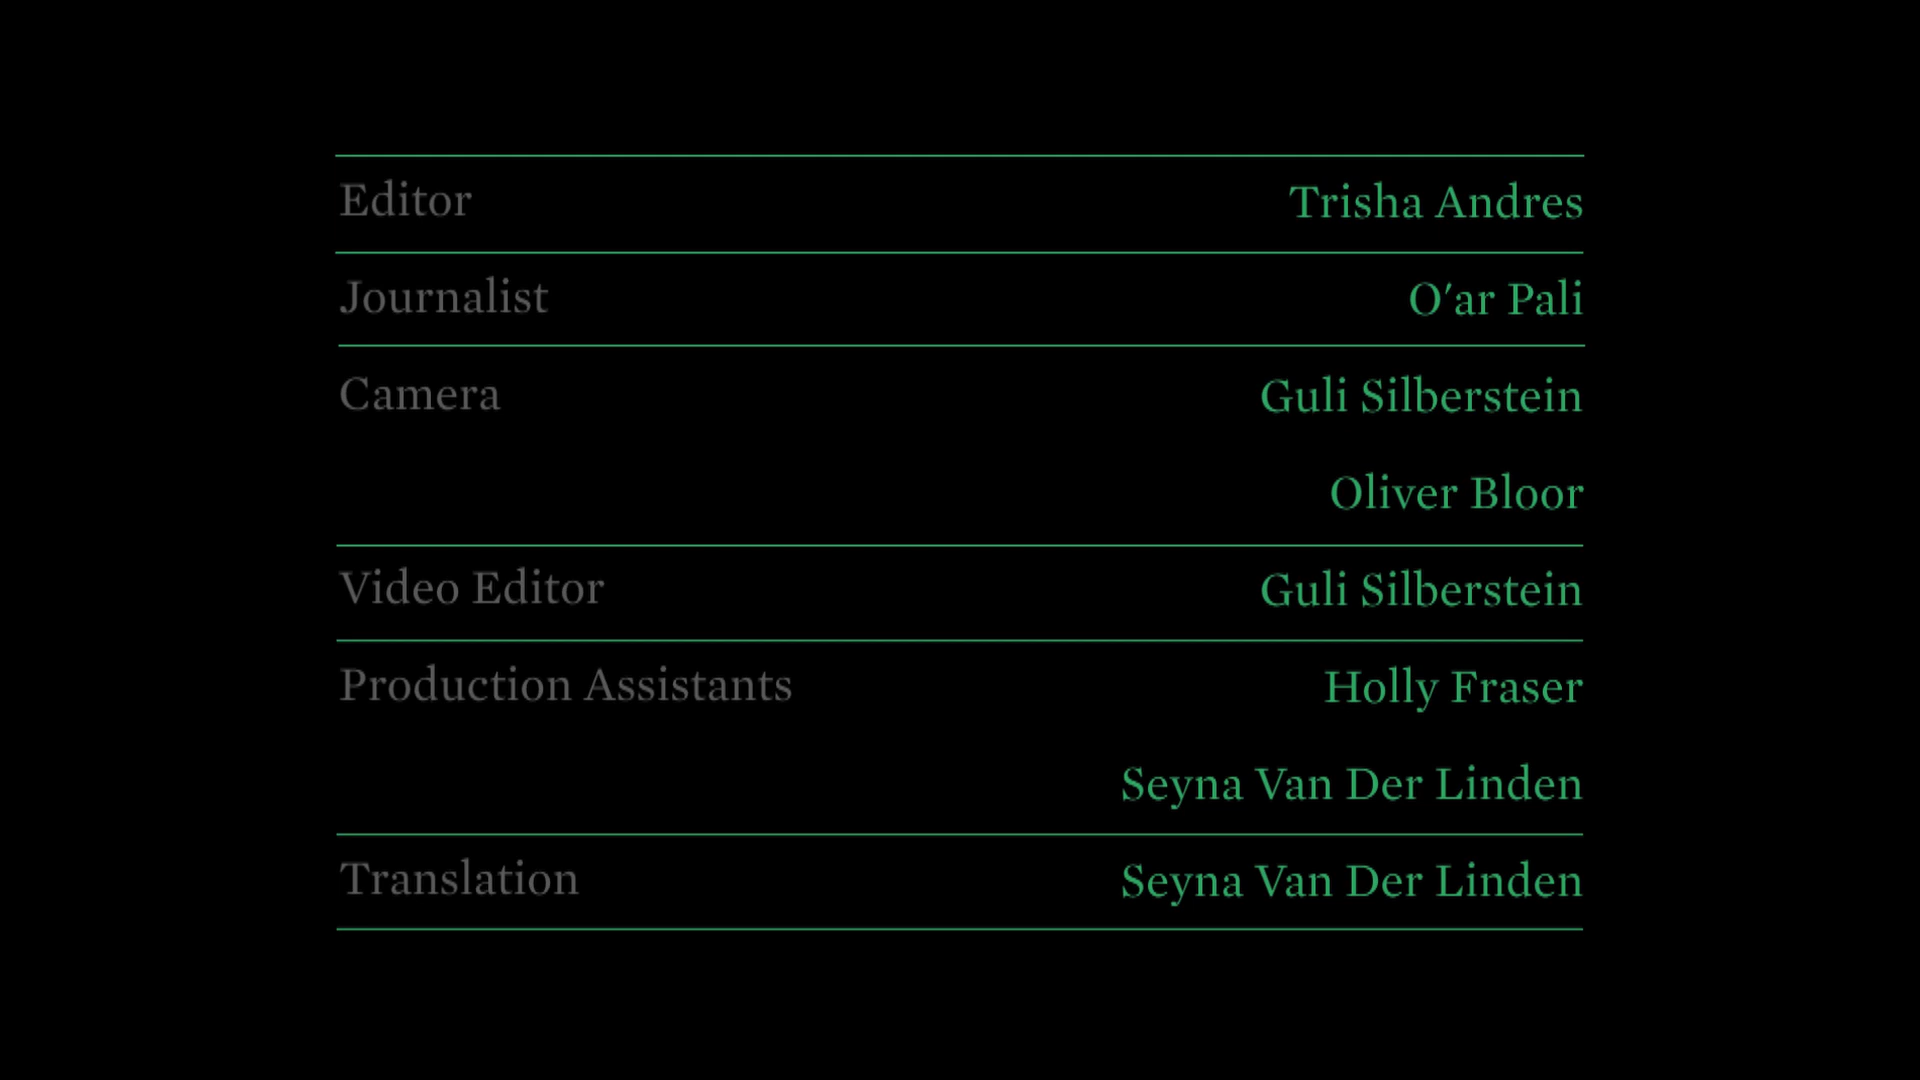 Editor Trisha Andres
Journalist O'ar Pali
Camera Guli Silberstein
Oliver Bloor
Video Editor Guli Silberstein
Production Assistants Holly Fraser
Seyna Van Der Linden
Translation Seyna Van Der Linden